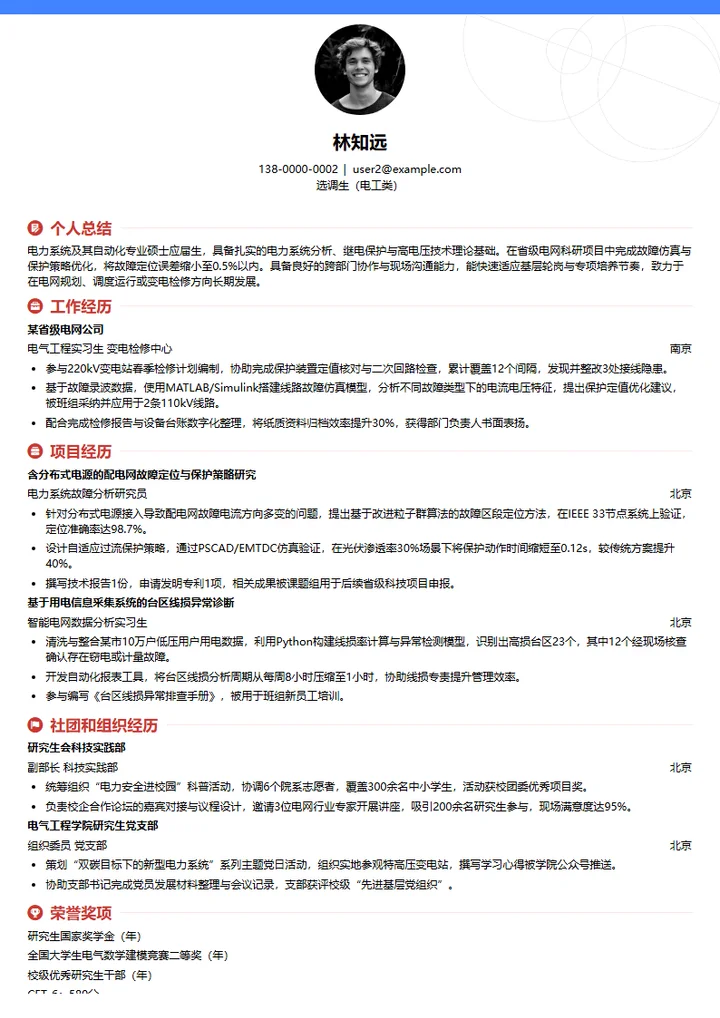 林知远
138-0000-0002 | user2@example.com
选调生（电工类）
个人总结
电力系统及其自动化专业硕士应届生，具备扎实的电力系统分析、继电保护与高电压技术理论基础。在省级电网科研项目中完成故障仿真与
保护策略优化，将故障定位误差缩小至0.5%以内。具备良好的跨部门协作与现场沟通能力，能快速适应基层轮岗与专项培养节奏，致力于
在电网规划、调度运行或变电检修方向长期发展。
工作经历
某省级电网公司
电气工程实习生 变电检修中心 南京
• 参与220kV变电站春季检修计划编制，协助完成保护装置定值核对与二次回路检查，累计覆盖12个间隔，发现并整改3处接线隐患。
• 基于故障录波数据，使用MATLAB/Simulink搭建线路故障仿真模型，分析不同故障类型下的电流电压特征，提出保护定值优化建议，
被班组采纳并应用于2条110kV线路。
• 配合完成检修报告与设备台账数字化整理，将纸质资料归档效率提升30%，获得部门负责人书面表扬。
项目经历
含分布式电源的配电网故障定位与保护策略研究
电力系统故障分析研究员 北京
• 针对分布式电源接入导致配电网故障电流方向多变的问题，提出基于改进粒子群算法的故障区段定位方法，在IEEE 33节点系统上验证，
定位准确率达98.7%。
• 设计自适应过流保护策略，通过PSCAD/EMTDC仿真验证，在光伏渗透率30%场景下将保护动作时间缩短至0.12s，较传统方案提升
40%。
• 撰写技术报告1份，申请发明专利1项，相关成果被课题组用于后续省级科技项目申报。
基于用电信息采集系统的台区线损异常诊断
智能电网数据分析实习生 北京
• 清洗与整合某市10万户低压用户用电数据，利用Python构建线损率计算与异常检测模型，识别出高损台区23个，其中12个经现场核查
确认存在窃电或计量故障。
• 开发自动化报表工具，将台区线损分析周期从每周8小时压缩至1小时，协助线损专责提升管理效率。
• 参与编写《台区线损异常排查手册》，被用于班组新员工培训。
社团和组织经历
研究生会科技实践部
副部长 科技实践部 北京
• 统筹组织“电力安全进校园”科普活动，协调6个院系志愿者，覆盖300余名中小学生，活动获校团委优秀项目奖。
• 负责校企合作论坛的嘉宾对接与议程设计，邀请3位电网行业专家开展讲座，吸引200余名研究生参与，现场满意度达95%。
电气工程学院研究生党支部
组织委员 党支部 北京
• 策划“双碳目标下的新型电力系统”系列主题党日活动，组织实地参观特高压变电站，撰写学习心得被学院公众号推送。
• 协助支部书记完成党员发展材料整理与会议记录，支部获评校级“先进基层党组织”。
荣誉奖项
研究生国家奖学金（年）
全国大学生电气数学建模竞赛二等奖（年）
校级优秀研究生干部（年）